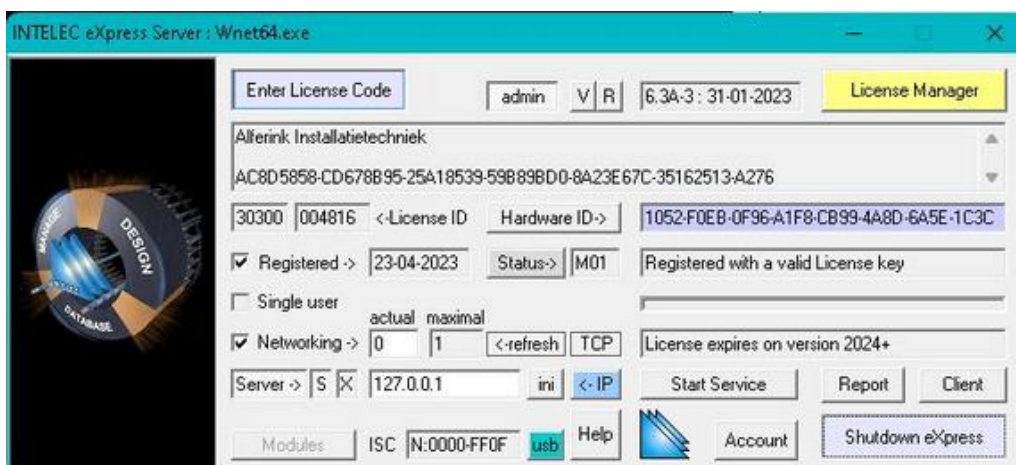 INTELEC eXpress Server : Wnet64.exe
Enter License Code admin V R 6.3A-3 : 31-01-2023 License Manager
Alferink Installatietechniek
AC8D5858-CD678B95-25A18539-59B89BD0-8A23E67C-35162513-A276
30300 004816 <-License ID Hardware ID-> 1052-F0EB-0F96-A1F8-CB99-4A8D-6A5E-1C3C
MANAGE DESIGN DATABASE
Registered -> 23-04-2023 Status-> M01 Registered with a valid License key
Single user
actual maximal
Networking -> 0 1 <-refresh TCP License expires on version 2024+
Server -> S X 127.0.0.1 ini <- IP Start Service Report Client
Modules ISC N:0000-FF0F usb Help Account Shutdown eXpress